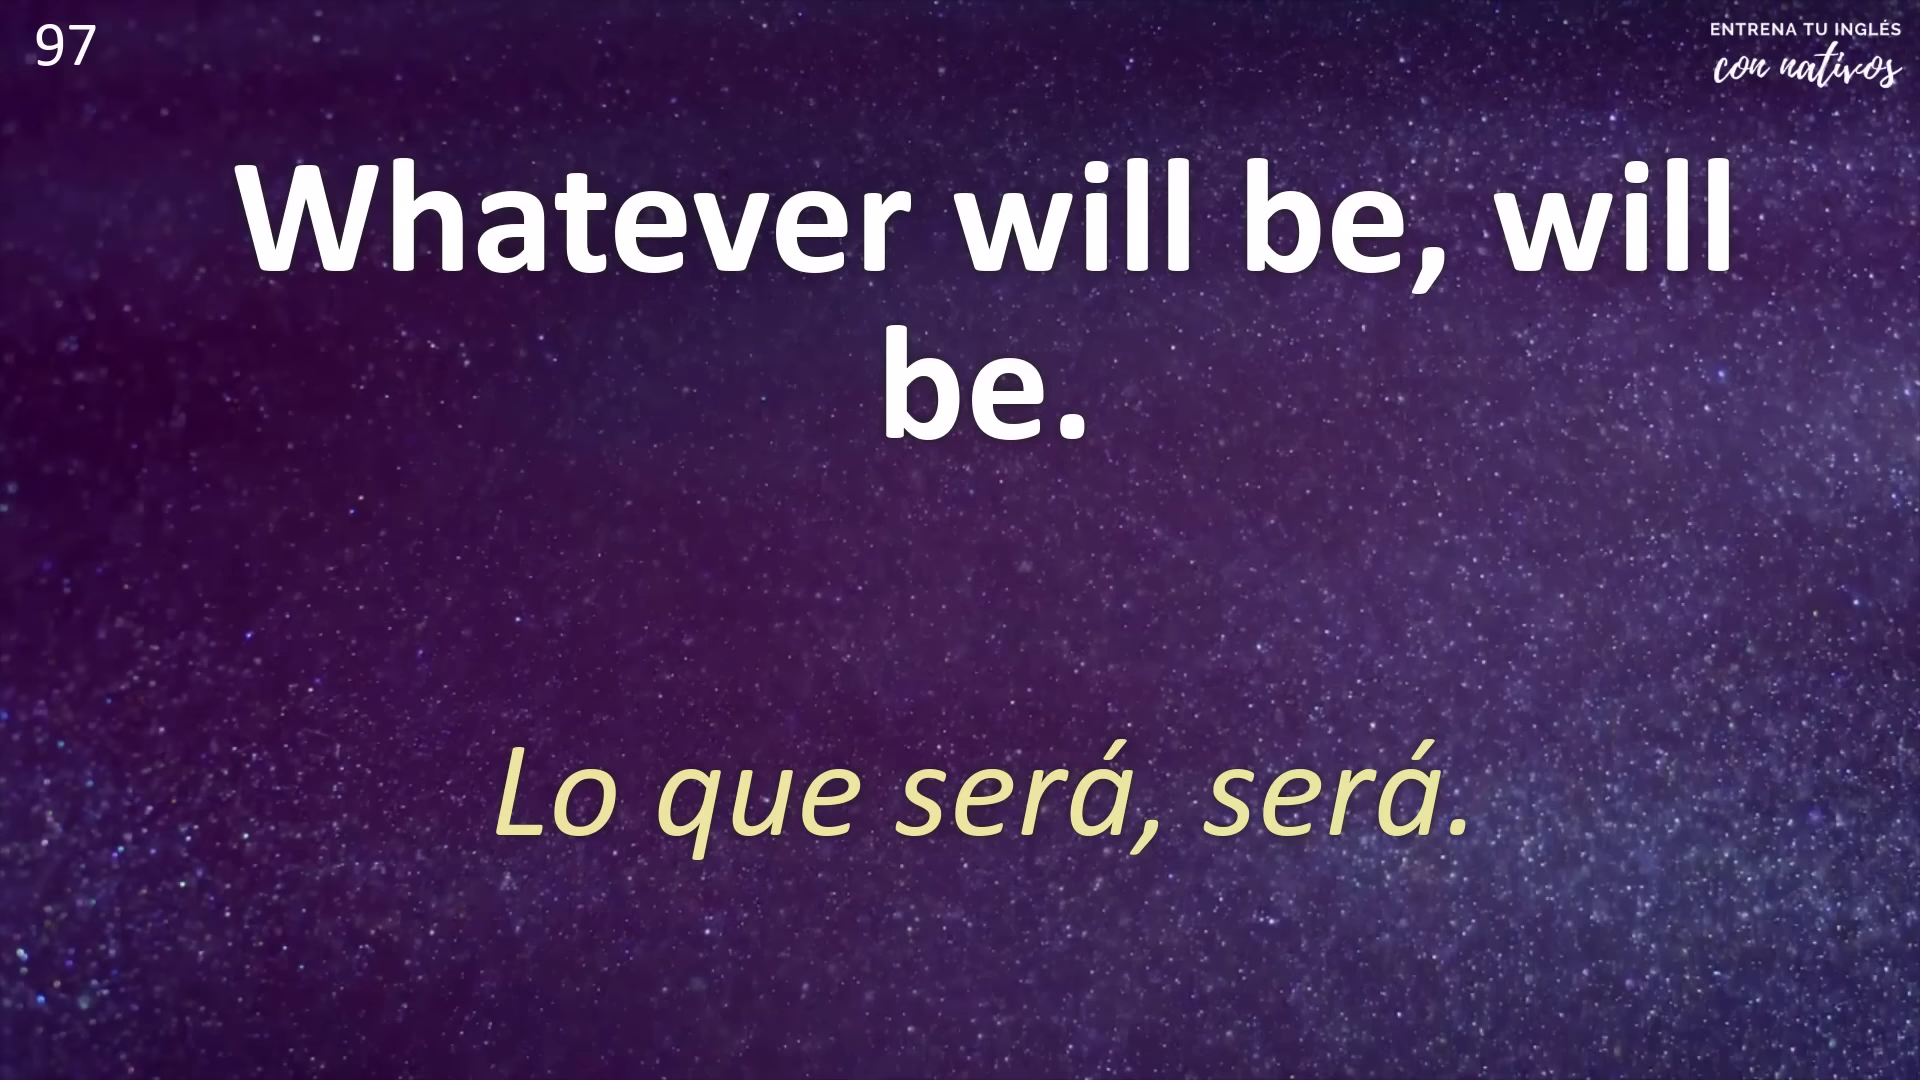 97
ENTRENA TU INGLÉS
con nativos
Whatever will be, will
be.
Lo que será, será.